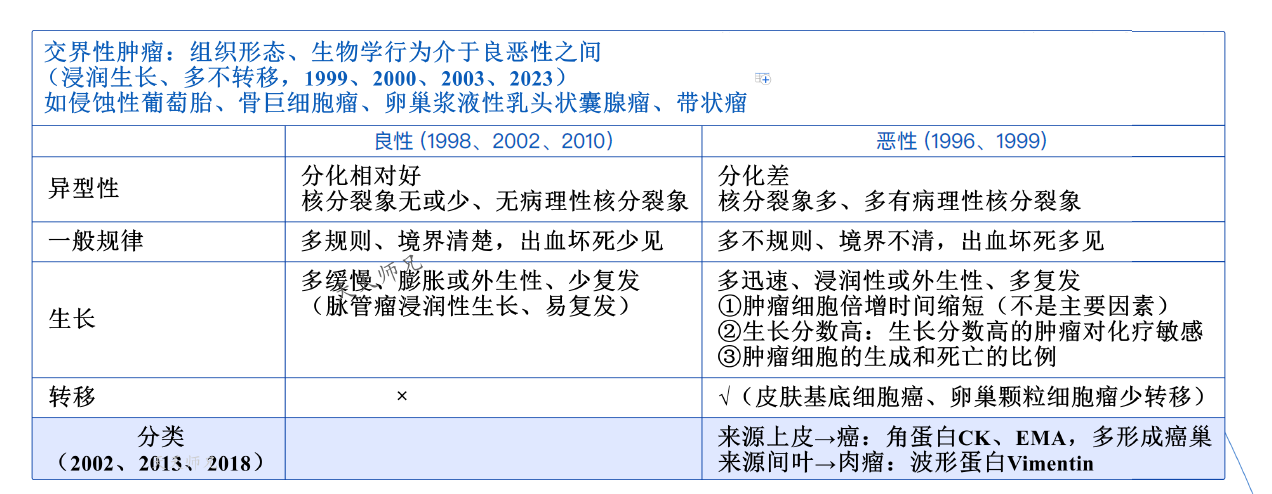 交界性肿瘤：组织形态、生物学行为介于良恶性之间
（浸润生长、多不转移，1999、2000、2003、2023）
如侵蚀性葡萄胎、骨巨细胞瘤、卵巢浆液性乳头状囊腺瘤、带状瘤
良性 (1998、2002、2010)
恶性 (1996、1999)
异型性
分化相对好
核分裂象无或少、无病理性核分裂象
分化差
核分裂象多、多有病理性核分裂象
一般规律
多规则、境界清楚，出血坏死少见
多不规则、境界不清，出血坏死多见
生长
多缓慢、膨胀或外生性、少复发
（脉管瘤浸润性生长、易复发）
多迅速、浸润性或外生性、多复发
①肿瘤细胞倍增时间缩短（不是主要因素）
②生长分数高：生长分数高的肿瘤对化疗敏感
③肿瘤细胞的生成和死亡的比例
转移
×
√（皮肤基底细胞癌、卵巢颗粒细胞瘤少转移）
分类
（2002、2013、2018）
来源上皮→癌：角蛋白CK、EMA，多形成癌巢
来源间叶→肉瘤：波形蛋白Vimentin
师兄